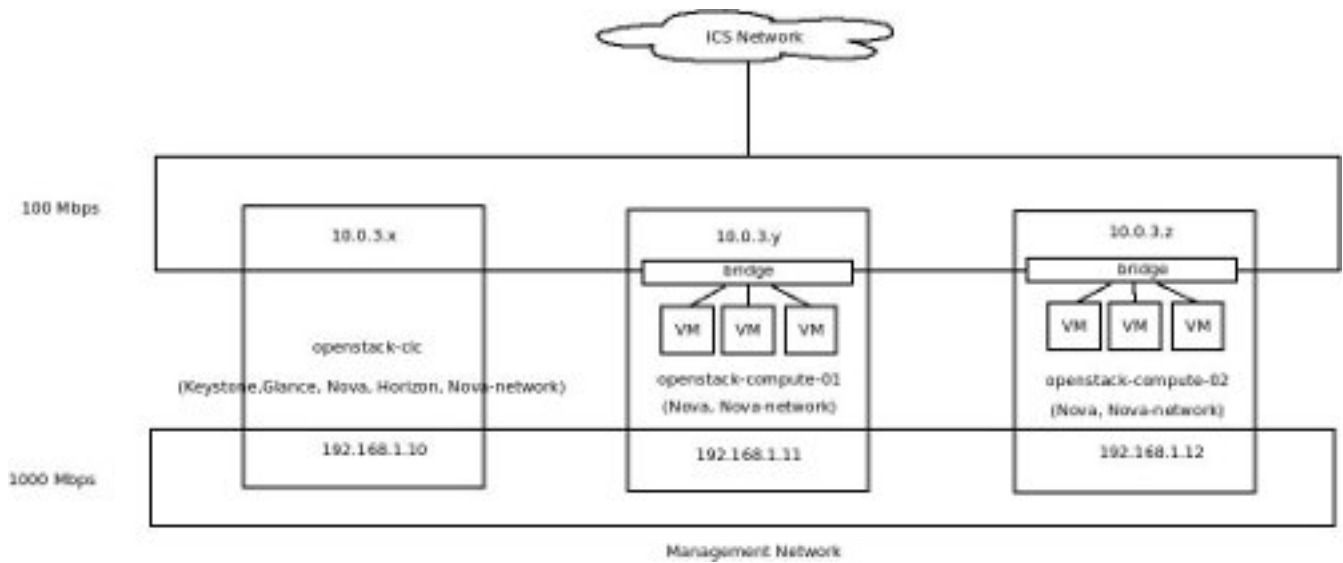 ICS Network
100 Mbps
10.0.3.x
10.0.3.y
10.0.3.z
bridge
bridge
VM VM VM
VM VM VM
openstack-clc
(Keystone,Glance, Nova, Horizon, Nova-network)
openstack-compute-01
(Nova, Nova-network)
openstack-compute-02
(Nova, Nova-network)
1000 Mbps
192.168.1.10
192.168.1.11
192.168.1.12
Management Network